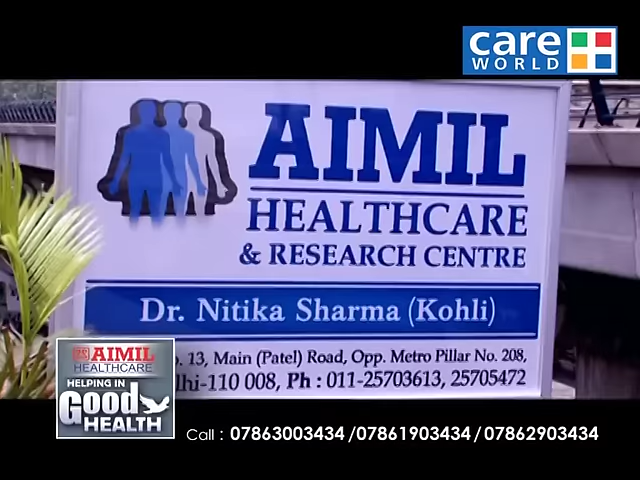 care
WORLD
AIMIL
HEALTHCARE
& RESEARCH CENTRE
Dr. Nitika Sharma (Kohli)
. 13, Main (Patel) Road, Opp. Metro Pillar No. 208,
lhi-110 008, Ph : 011-25703613, 25705472
AIMIL
HEALTHCARE
HELPING IN
Good
HEALTH
Call : 07863003434 /07861903434 / 07862903434